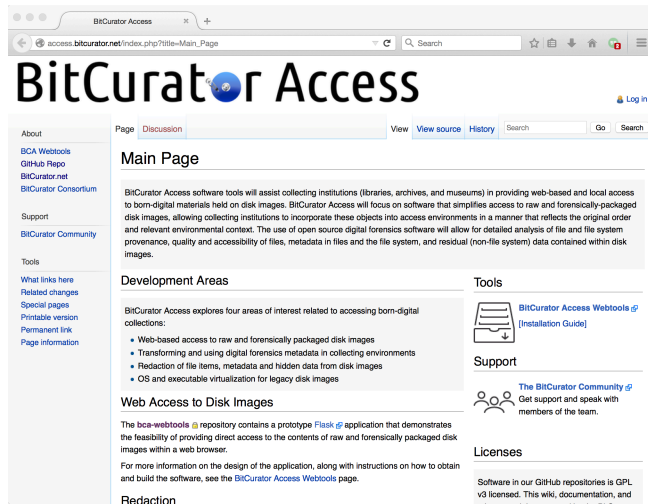 BitCurator Access
access.bitcurator.net/index.php?title=Main_Page
Search
BitCurator Access
Log in
About
BCA Webtools
GitHub Repo
BitCurator.net
BitCurator Consortium
Support
BitCurator Community
Tools
What links here
Related changes
Special pages
Printable version
Permanent link
Page information
Page Discussion View View source History Search Go Search
Main Page
BitCurator Access software tools will assist collecting institutions (libraries, archives, and museums) in providing web-based and local access
to born-digital materials held on disk images. BitCurator Access will focus on software that simplifies access to raw and forensically-packaged
disk images, allowing collecting institutions to incorporate these objects into access environments in a manner that reflects the original order
and relevant environmental context. The use of open source digital forensics software will allow for detailed analysis of file and file system
provenance, quality and accessibility of files, metadata in files and the file system, and residual (non-file system) data contained within disk
images.
Development Areas
BitCurator Access explores four areas of interest related to accessing born-digital
collections:
• Web-based access to raw and forensically packaged disk images
• Transforming and using digital forensics metadata in collecting environments
• Redaction of file items, metadata and hidden data from disk images
• OS and executable virtualization for legacy disk images
Web Access to Disk Images
The bca-webtools repository contains a prototype Flask application that demonstrates
the feasibility of providing direct access to the contents of raw and forensically packaged disk
images within a web browser.
For more information on the design of the application, along with instructions on how to obtain
and build the software, see the BitCurator Access Webtools page.
Redaction
Tools
BitCurator Access Webtools
[Installation Guide]
Support
The BitCurator Community
Get support and speak with
members of the team.
Licenses
Software in our GitHub repositories is GPL
v3 licensed. This wiki, documentation, and